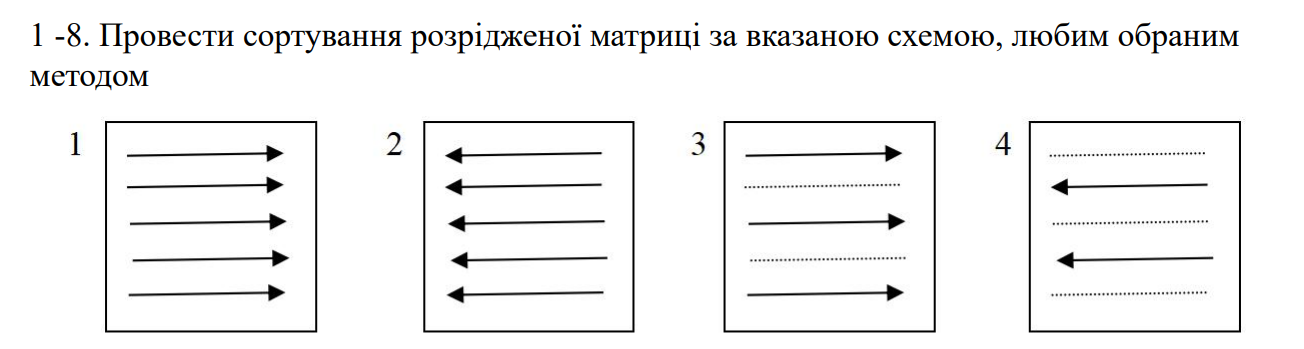 1 -8. Провести сортування розрідженої матриці за вказаною схемою, любим обраним
методом
1 2 3 4